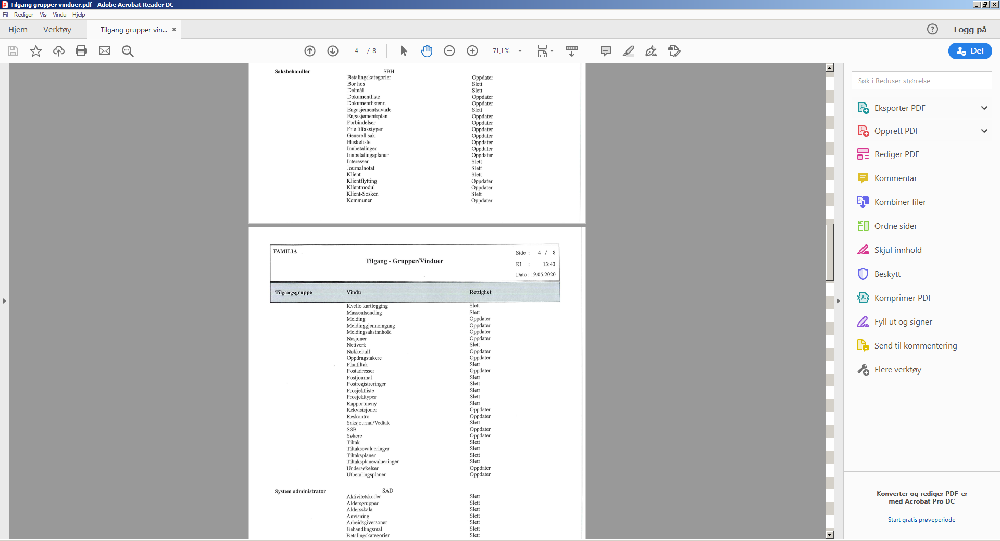 Tilgang grupper vinduer.pdf - Adobe Acrobat Reader DC
Fil Rediger Vis Vindu Hjelp
Hjem Verktøy Tilgang grupper vin... × Logg på
4 / 8 71,1% Del
Saksbehandler SBH
Betalingskategorier Oppdater
Bor hos Slett
Delmål Slett
Dokumentliste Oppdater
Dokumentlistenr. Oppdater
Engasjementsavtale Slett
Engasjementsplan Oppdater
Forbindelser Oppdater
Frie tiltakstyper Oppdater
Generell sak Oppdater
Huskeliste Oppdater
Innbetalinger Oppdater
Innbetalingsplaner Oppdater
Interesser Slett
Journalnotat Slett
Klient Slett
Klientflytting Oppdater
Klientmodul Oppdater
Klient-Søsken Slett
Kommuner Oppdater
FAMILIA
Tilgang - Grupper/Vinduer
Side : 4 / 8
Kl : 13:43
Dato : 19.05.2020
Tilgangsgruppe Vindu Rettighet
Kvello kartlegging Slett
Masseutsending Slett
Melding Oppdater
Meldinggjennomgang Oppdater
Meldingsaksinnhold Oppdater
Nasjoner Oppdater
Nettverk Slett
Nøkkeltall Oppdater
Oppdragstakere Oppdater
Plantiltak Slett
Postadresser Oppdater
Postjournal Slett
Postregistreringer Slett
Prosjektliste Slett
Prosjekttyper Slett
Rapportmeny Slett
Rekvisisjoner Oppdater
Reskontro Oppdater
Saksjournal/Vedtak Slett
SSB Oppdater
Søkere Oppdater
Tiltak Slett
Tiltaksevalueringer Slett
Tiltaksplaner Slett
Tiltaksplanevalueringer Slett
Undersøkelser Oppdater
Utbetalingsplaner Oppdater
System administrator SAD
Aktivitetskoder Slett
Aldersgrupper Slett
Aldersskala Slett
Anvisning Slett
Arbeidsgiversoner Slett
Behandlingsmal Slett
Betalingskategorier Slett
Søk i Reduser størrelse
Eksporter PDF
Opprett PDF
Rediger PDF
Kommentar
Kombiner filer
Ordne sider
Skjul innhold
Beskytt
Komprimer PDF
Fyll ut og signer
Send til kommentering
Flere verktøy
Konverter og rediger PDF-er
med Acrobat Pro DC
Start gratis prøveperiode